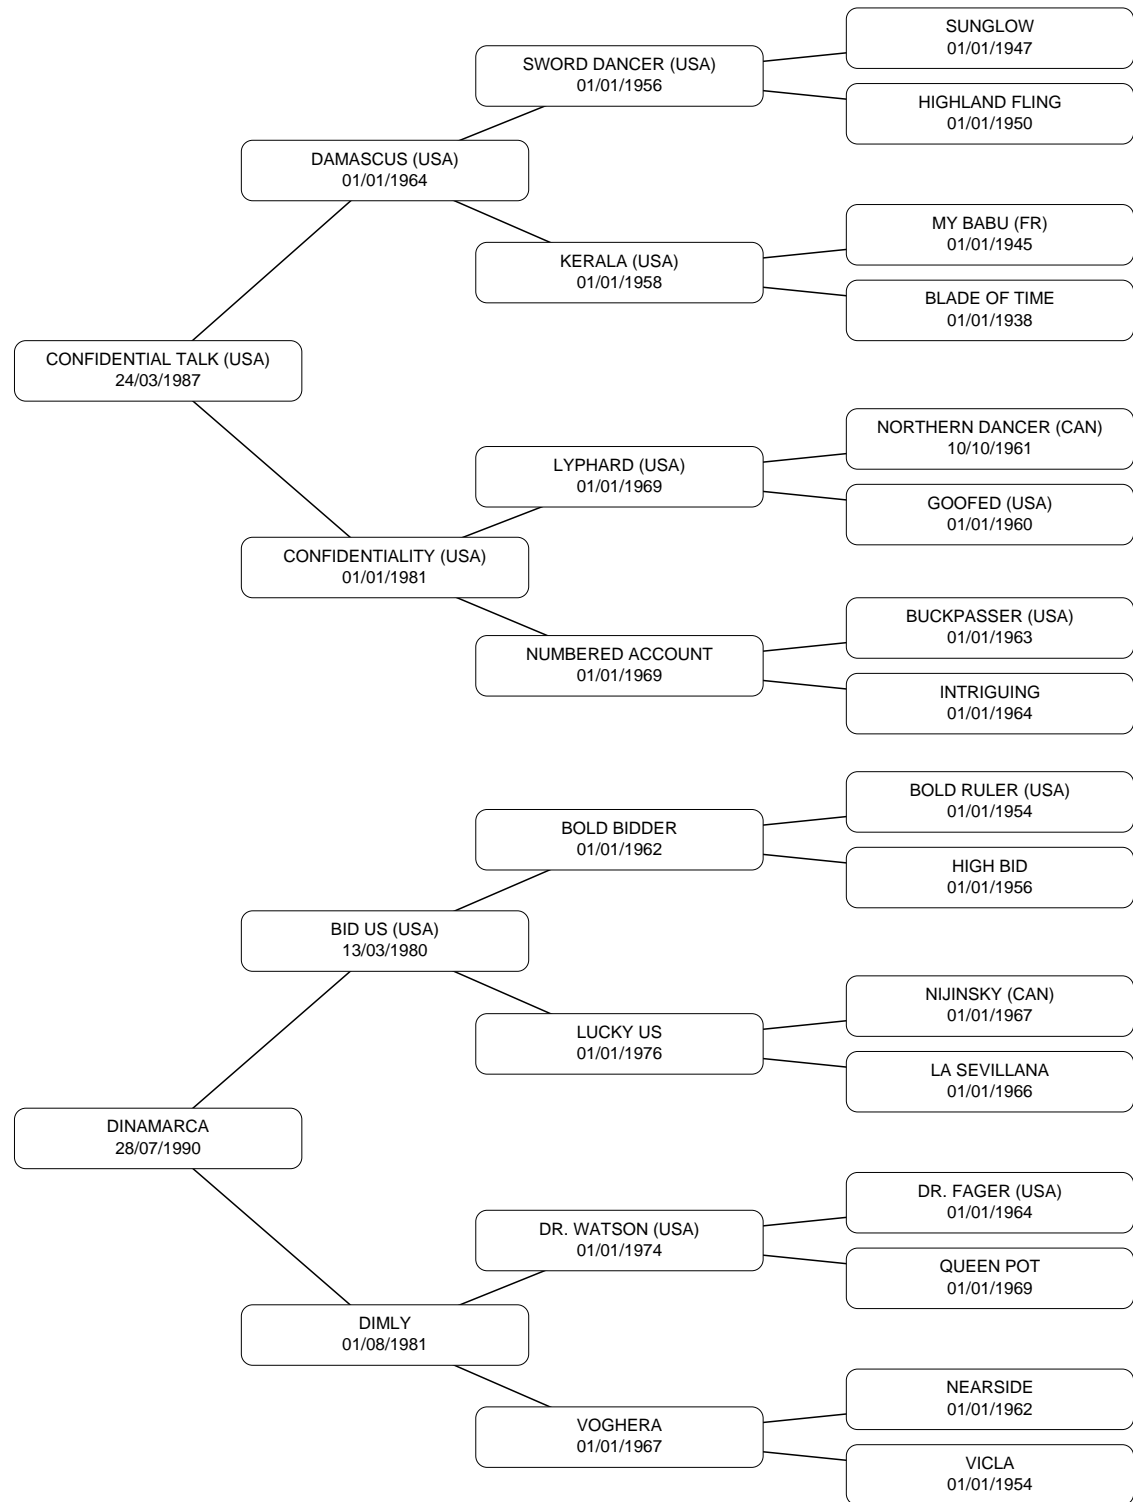 SUNGLOW
01/01/1947
SWORD DANCER (USA)
01/01/1956
HIGHLAND FLING
01/01/1950
DAMASCUS (USA)
01/01/1964
MY BABU (FR)
01/01/1945
KERALA (USA)
01/01/1958
BLADE OF TIME
01/01/1938
CONFIDENTIAL TALK (USA)
24/03/1987
NORTHERN DANCER (CAN)
10/10/1961
LYPHARD (USA)
01/01/1969
GOOFED (USA)
01/01/1960
CONFIDENTIALITY (USA)
01/01/1981
BUCKPASSER (USA)
01/01/1963
NUMBERED ACCOUNT
01/01/1969
INTRIGUING
01/01/1964
BOLD RULER (USA)
01/01/1954
BOLD BIDDER
01/01/1962
HIGH BID
01/01/1956
BID US (USA)
13/03/1980
NIJINSKY (CAN)
01/01/1967
LUCKY US
01/01/1976
LA SEVILLANA
01/01/1966
DINAMARCA
28/07/1990
DR. FAGER (USA)
01/01/1964
DR. WATSON (USA)
01/01/1974
QUEEN POT
01/01/1969
DIMLY
01/08/1981
NEARSIDE
01/01/1962
VOGHERA
01/01/1967
VICLA
01/01/1954